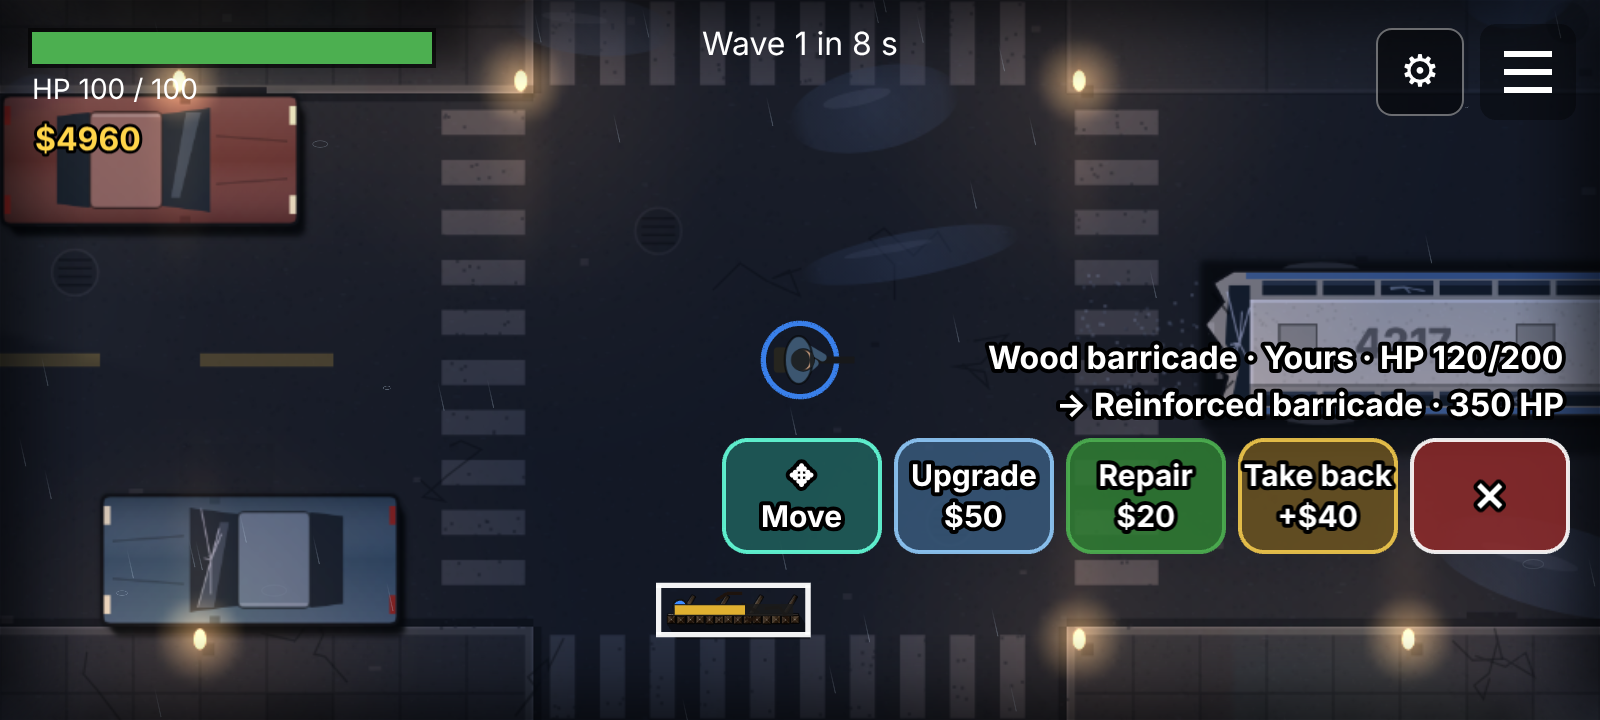 Wave 1 in 8 s
HP 100 / 100
$4960
4217
Wood barricade · Yours · HP 120/200
→ Reinforced barricade · 350 HP
Move
Upgrade
$50
Repair
$20
Take back
+$40
×